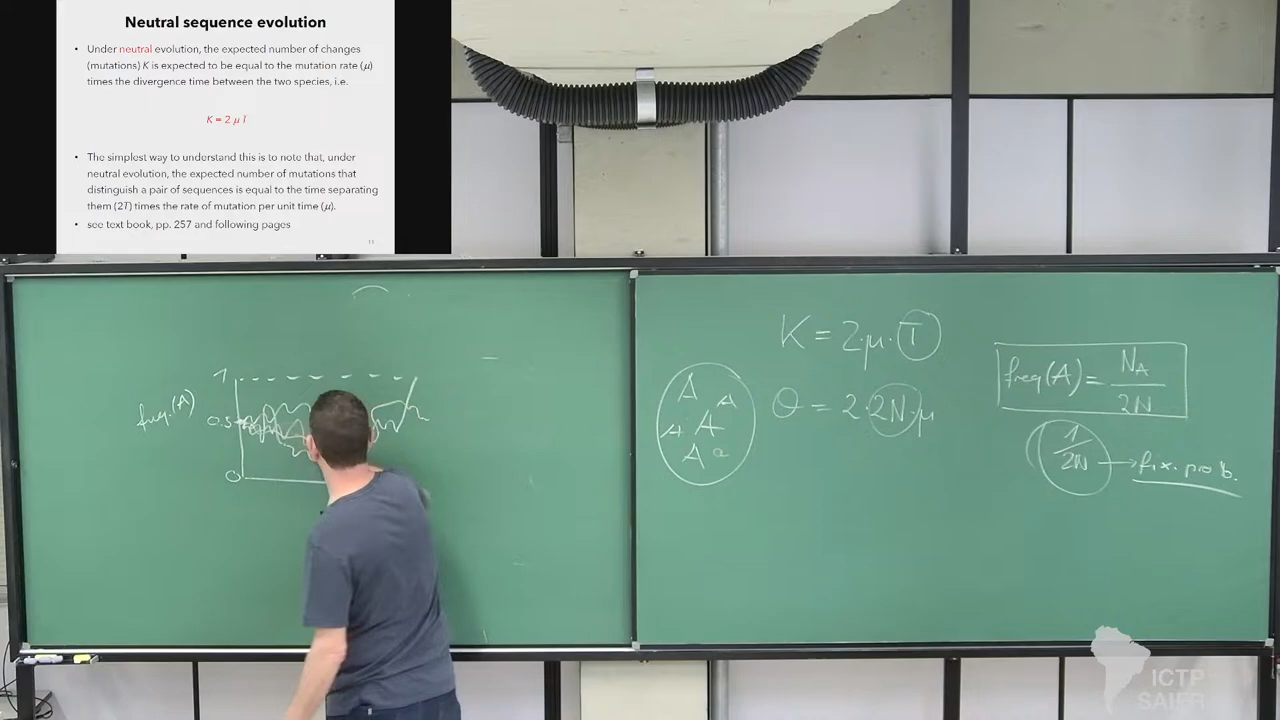 Neutral sequence evolution
• Under neutral evolution, the expected number of changes
(mutations) K is expected to be equal to the mutation rate (μ)
times the divergence time between the two species, i.e.
K = 2 μ T
• The simplest way to understand this is to note that, under
neutral evolution, the expected number of mutations that
distinguish a pair of sequences is equal to the time separating
them (2T) times the rate of mutation per unit time (μ).
• see text book, pp. 257 and following pages
11
1
freq.(A)
0.5
0
K = 2·μ·T
θ = 2·2N·μ
A
A
A A
A a
freq(A) = N_A / 2N
1/2N → fix. prob.
ICTP
SAIFR